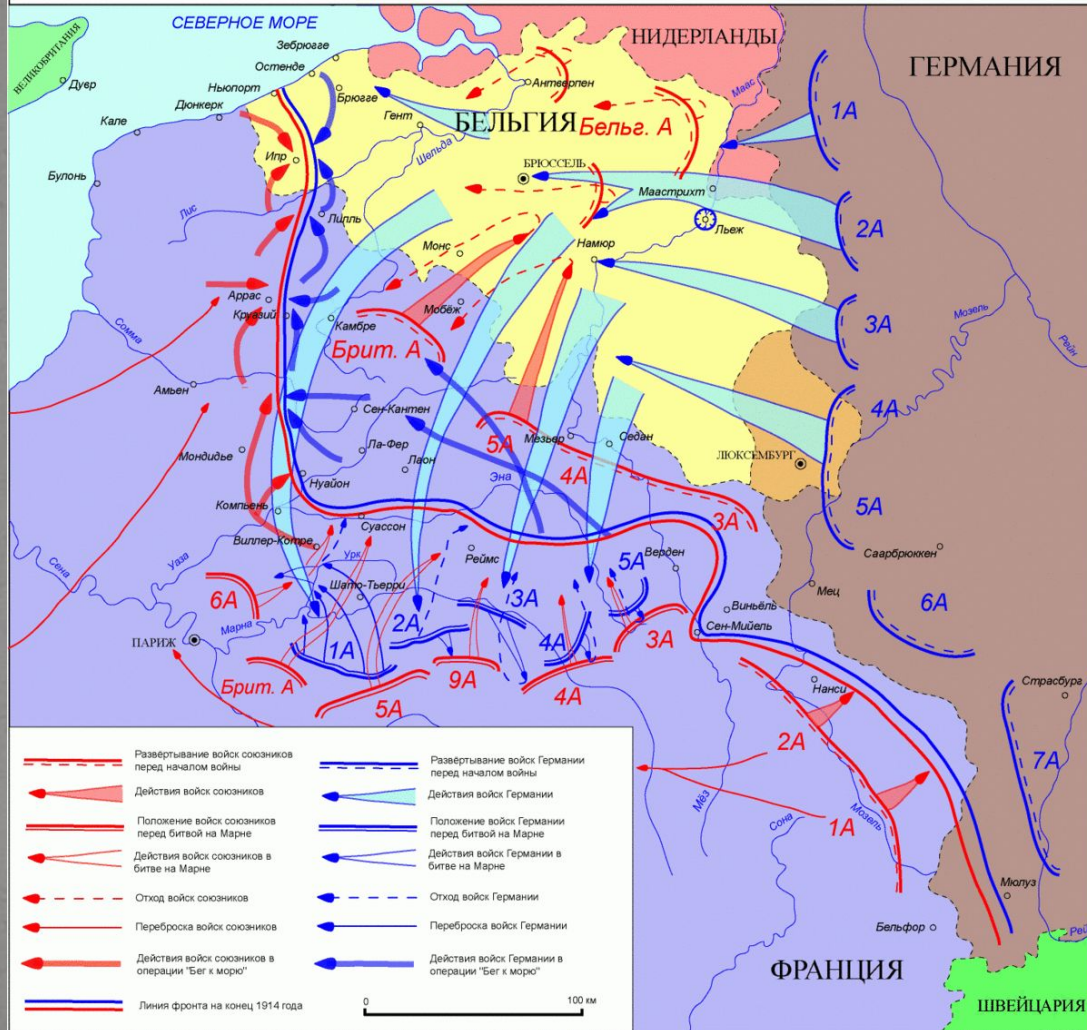 СЕВЕРНОЕ МОРЕ
НИДЕРЛАНДЫ
ГЕРМАНИЯ
ВЕЛИКОБРИТАНИЯ
Дувр
Зебрюгге
Остенде
Ньюпорт
Брюгге
Дюнкерк
Кале
Булонь
Антверпен
Гент
БЕЛЬГИЯ
Бельг. А
Маас
1А
Шельда
Ипр
БРЮССЕЛЬ
Маастрихт
Льеж
2А
Лис
Лилль
Монс
Намюр
Мобёж
3А
Мозель
Рейн
Аррас
Круазий
Камбре
Брит. А
Сомма
Амьен
Сен-Кантен
4А
Мондидье
Ла-Фер
Лаон
5А
Мезьер
Седан
ЛЮКСЕМБУРГ
4А
Эна
Нуайон
3А
5А
Компьень
Суассон
Виллер-Котре
Урк
Реймс
Верден
Саарбрюккен
Уаза
Сена
Шато-Тьерри
5А
Мец
6А
6А
3А
Виньёль
Марна
2А
Сен-Мийель
ПАРИЖ
1А
4А
3А
Брит. А
9А
4А
5А
Нанси
Страсбург
2А
7А
Мёз
Сона
1А
Мозель
Мюлуз
Бельфор
Рей
ФРАНЦИЯ
ШВЕЙЦАРИЯ
Развёртывание войск союзников
перед началом войны
Действия войск союзников
Положение войск союзников
перед битвой на Марне
Действия войск союзников в
битве на Марне
Отход войск союзников
Переброска войск союзников
Действия войск союзников в
операции "Бег к морю"
Линия фронта на конец 1914 года
Развёртывание войск Германии
перед началом войны
Действия войск Германии
Положение войск Германии
перед битвой на Марне
Действия войск Германии в
битве на Марне
Отход войск Германии
Переброска войск Германии
Действия войск Германии в
операции "Бег к морю"
0
100 км